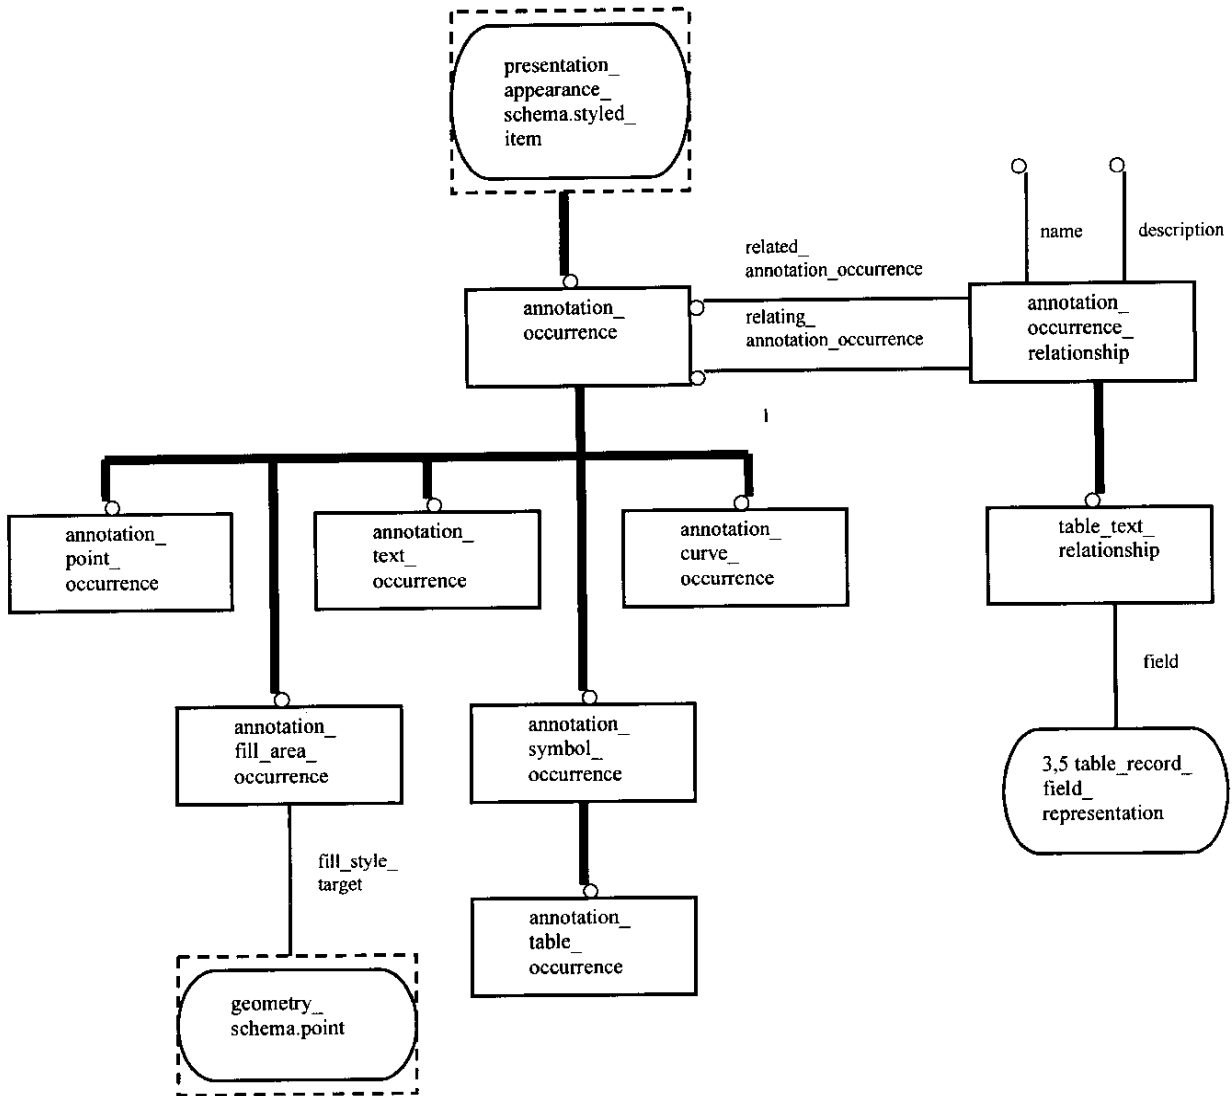 presentation_
appearance_
schema.styled_
item
name
description
related_
annotation_occurrence
relating_
annotation_occurrence
annotation_
occurrence
annotation_
occurrence_
relationship
annotation_
point_
occurrence
annotation_
text_
occurrence
annotation_
curve_
occurrence
table_text_
relationship
field
annotation_
fill_area_
occurrence
annotation_
symbol_
occurrence
3,5 table_record_
field_
representation
fill_style_
target
annotation_
table_
occurrence
geometry_
schema.point